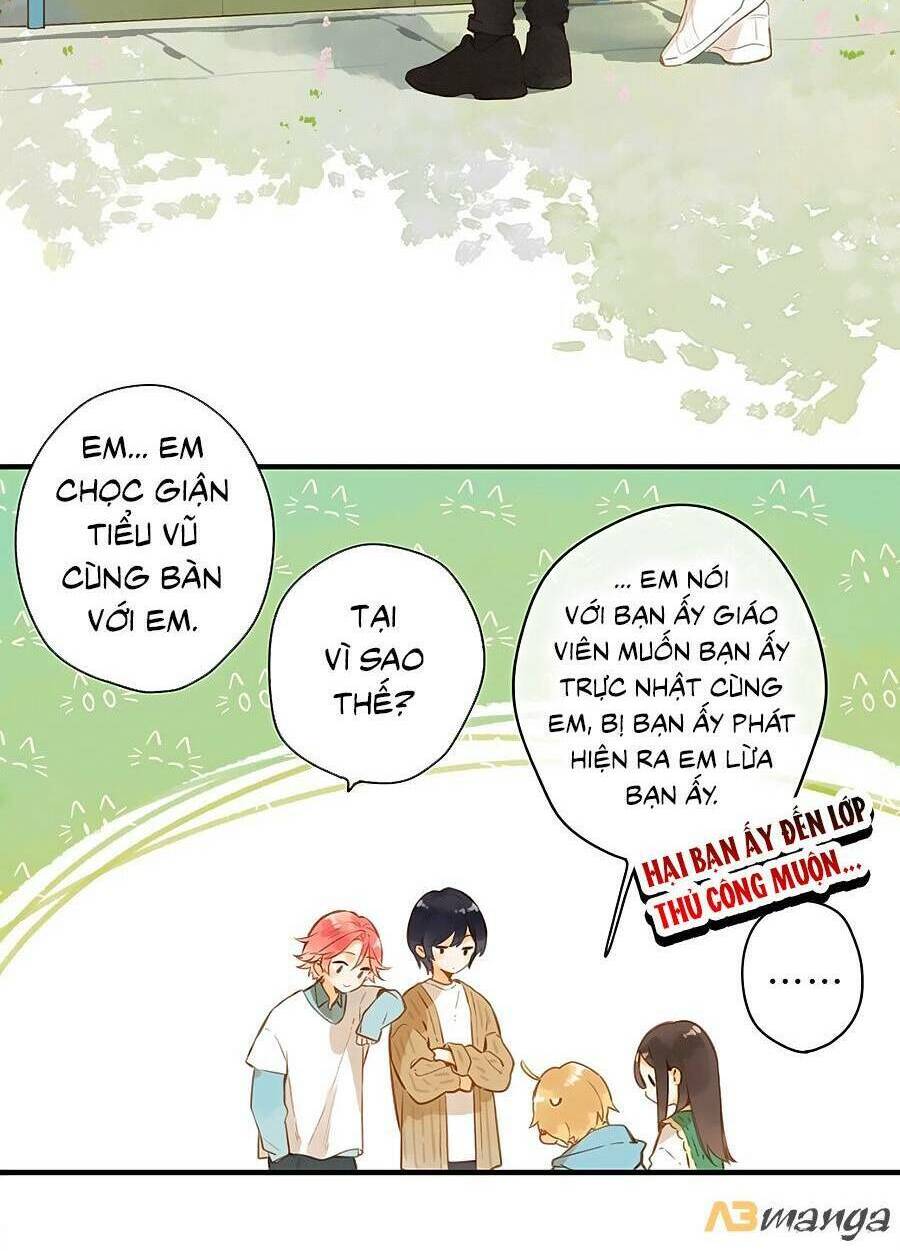 EM... EM
CHỌC GIẬN
TIỂU VŨ
CÙNG BÀN
VỚI EM.
TẠI
VÌ SAO
THẾ?
... EM NÓI
VỚI BẠN ẤY GIÁO
VIÊN MUỐN BẠN ẤY
TRỰC NHẬT CÙNG
EM, BỊ BẠN ẤY PHÁT
HIỆN RA EM LỪA
BẠN ẤY.
HẠI BẠN ẤY ĐẾN LỚP
THỦ CÔNG MUỘN...
......
A3manga